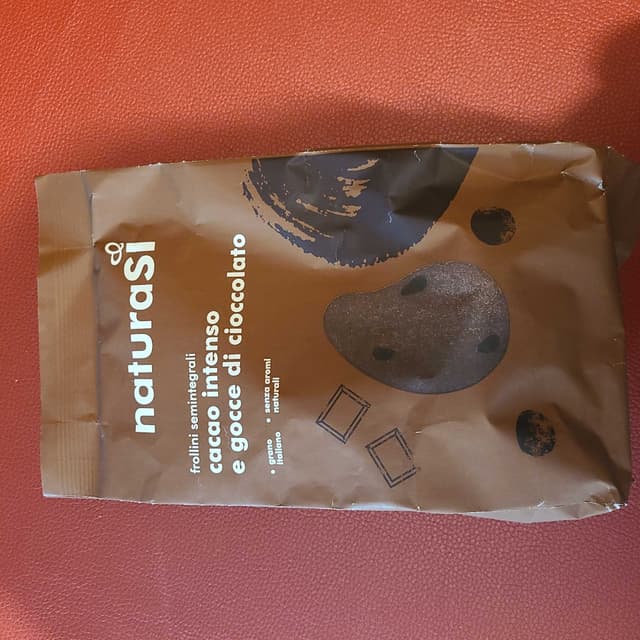 naturaSì
frollini semintegrali
cacao intenso
e gocce di cioccolato
• grano
italiano
• senza aromi
naturali